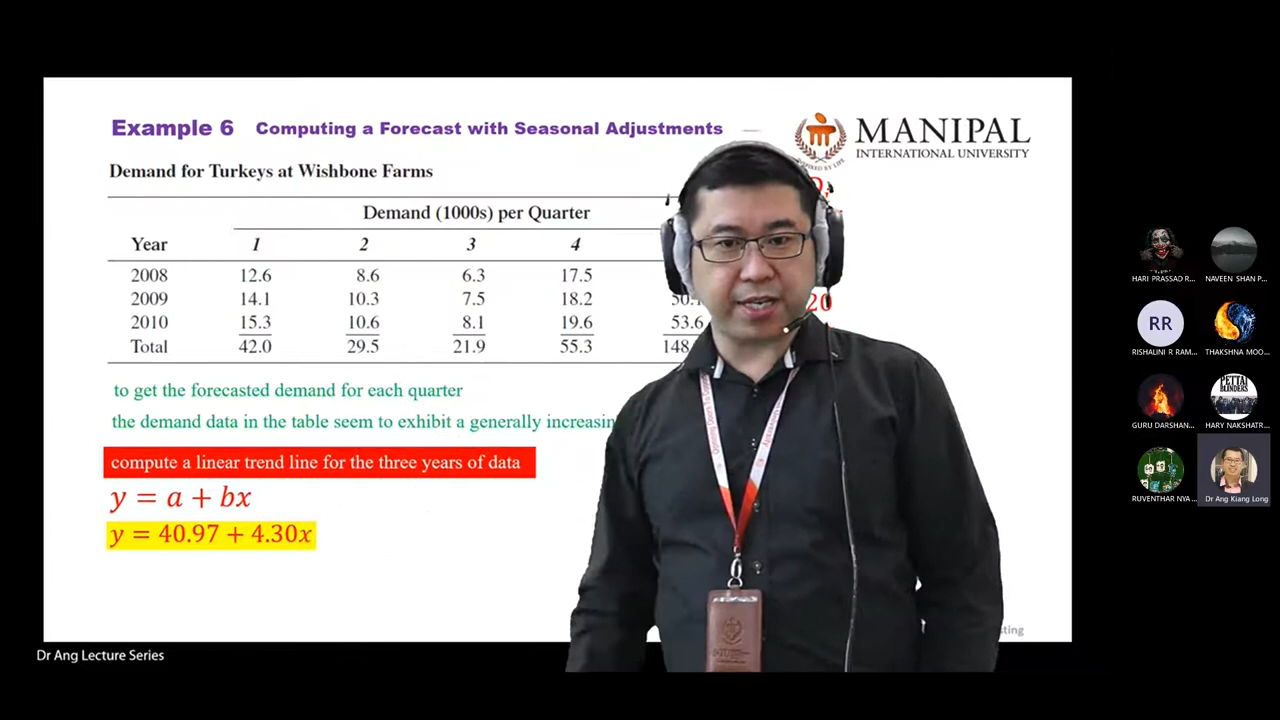 Example 6 Computing a Forecast with Seasonal Adjustments
MANIPAL
INTERNATIONAL UNIVERSITY
INSPIRED BY LIFE
Demand for Turkeys at Wishbone Farms
Demand (1000s) per Quarter
Year 1 2 3 4
2008 12.6 8.6 6.3 17.5
2009 14.1 10.3 7.5 18.2
2010 15.3 10.6 8.1 19.6 53.6
Total 42.0 29.5 21.9 55.3
20
to get the forecasted demand for each quarter
the demand data in the table seem to exhibit a generally
compute a linear trend line for the three years of data
y = a + bx
y = 40.97 + 4.30x
Dr Ang Lecture Series
HARI PRASSAD R... NAVEEN SHAN P...
RR
RISHALINI R RAM... THAKSHNA MOO...
PETTAI
BLINDERS
GURU DARSHAN... HARY NAKSHATR...
RUVENTHAR NYA ... Dr Ang Kiang Long